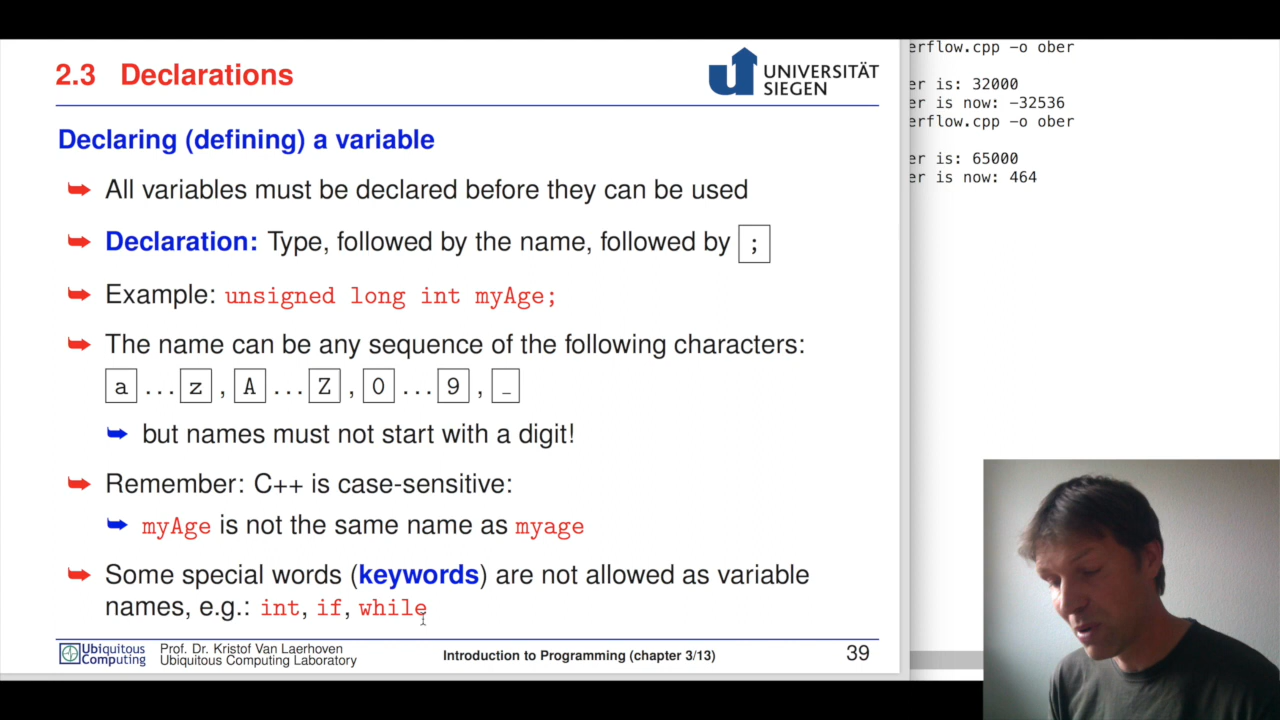 2.3 Declarations
UNIVERSITÄT
SIEGEN
Declaring (defining) a variable
All variables must be declared before they can be used
Declaration: Type, followed by the name, followed by ;
Example: unsigned long int myAge;
The name can be any sequence of the following characters:
a ... z , A ... Z , 0 ... 9 , _
but names must not start with a digit!
Remember: C++ is case-sensitive:
myAge is not the same name as myage
Some special words (keywords) are not allowed as variable
names, e.g.: int, if, while
Ubiquitous
Computing
Prof. Dr. Kristof Van Laerhoven
Ubiquitous Computing Laboratory
Introduction to Programming (chapter 3/13)
39
erflow.cpp -o ober
er is: 32000
er is now: -32536
erflow.cpp -o ober
er is: 65000
er is now: 464